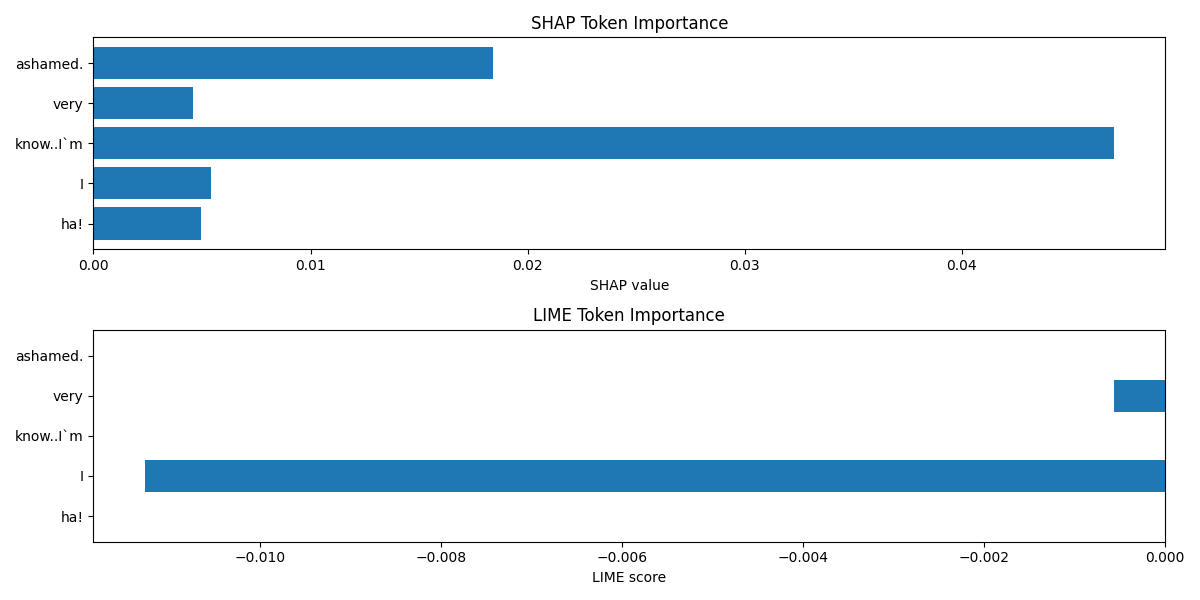 SHAP Token Importance
ashamed.
very
know..I`m
I
ha!
0.00 0.01 0.02 0.03 0.04
SHAP value
LIME Token Importance
ashamed.
very
know..I`m
I
ha!
−0.010 −0.008 −0.006 −0.004 −0.002 0.000
LIME score